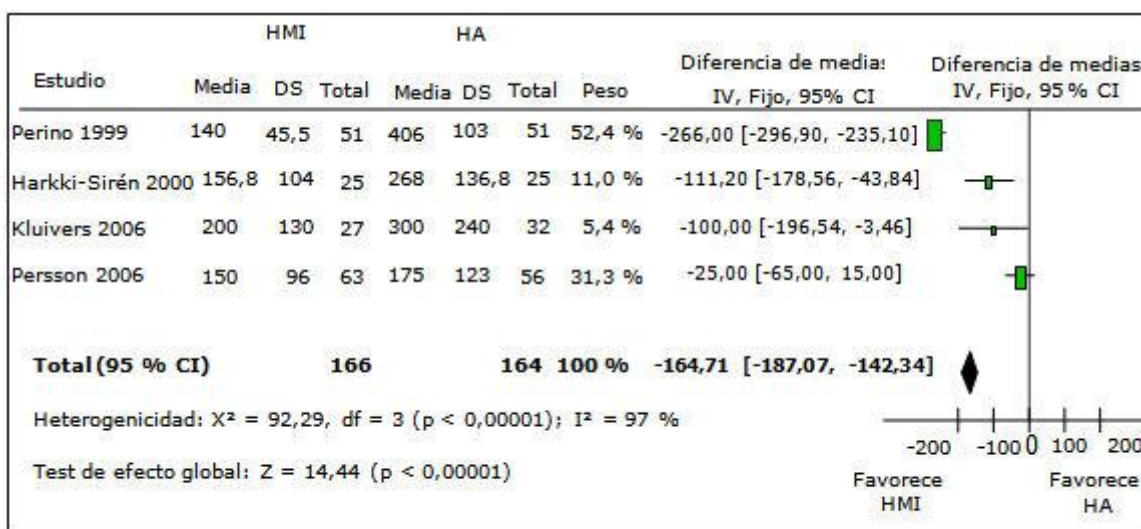 HMI HA
Estudio Media DS Total Media DS Total Peso Diferencia de medias IV, Fijo, 95% CI Diferencia de medias IV, Fijo, 95 % CI
Perino 1999 140 45,5 51 406 103 51 52,4 % -266,00 [-296,90, -235,10]
Harkki-Sirén 2000 156,8 104 25 268 136,8 25 11,0 % -111,20 [-178,56, -43,84]
Kluivers 2006 200 130 27 300 240 32 5,4 % -100,00 [-196,54, -3,46]
Persson 2006 150 96 63 175 123 56 31,3 % -25,00 [-65,00, 15,00]
Total (95 % CI) 166 164 100 % -164,71 [-187,07, -142,34]
Heterogenicidad: X² = 92,29, df = 3 (p < 0,00001); I² = 97 %
-200 -100 0 100 200
Test de efecto global: Z = 14,44 (p < 0,00001)
Favorece HMI Favorece HA